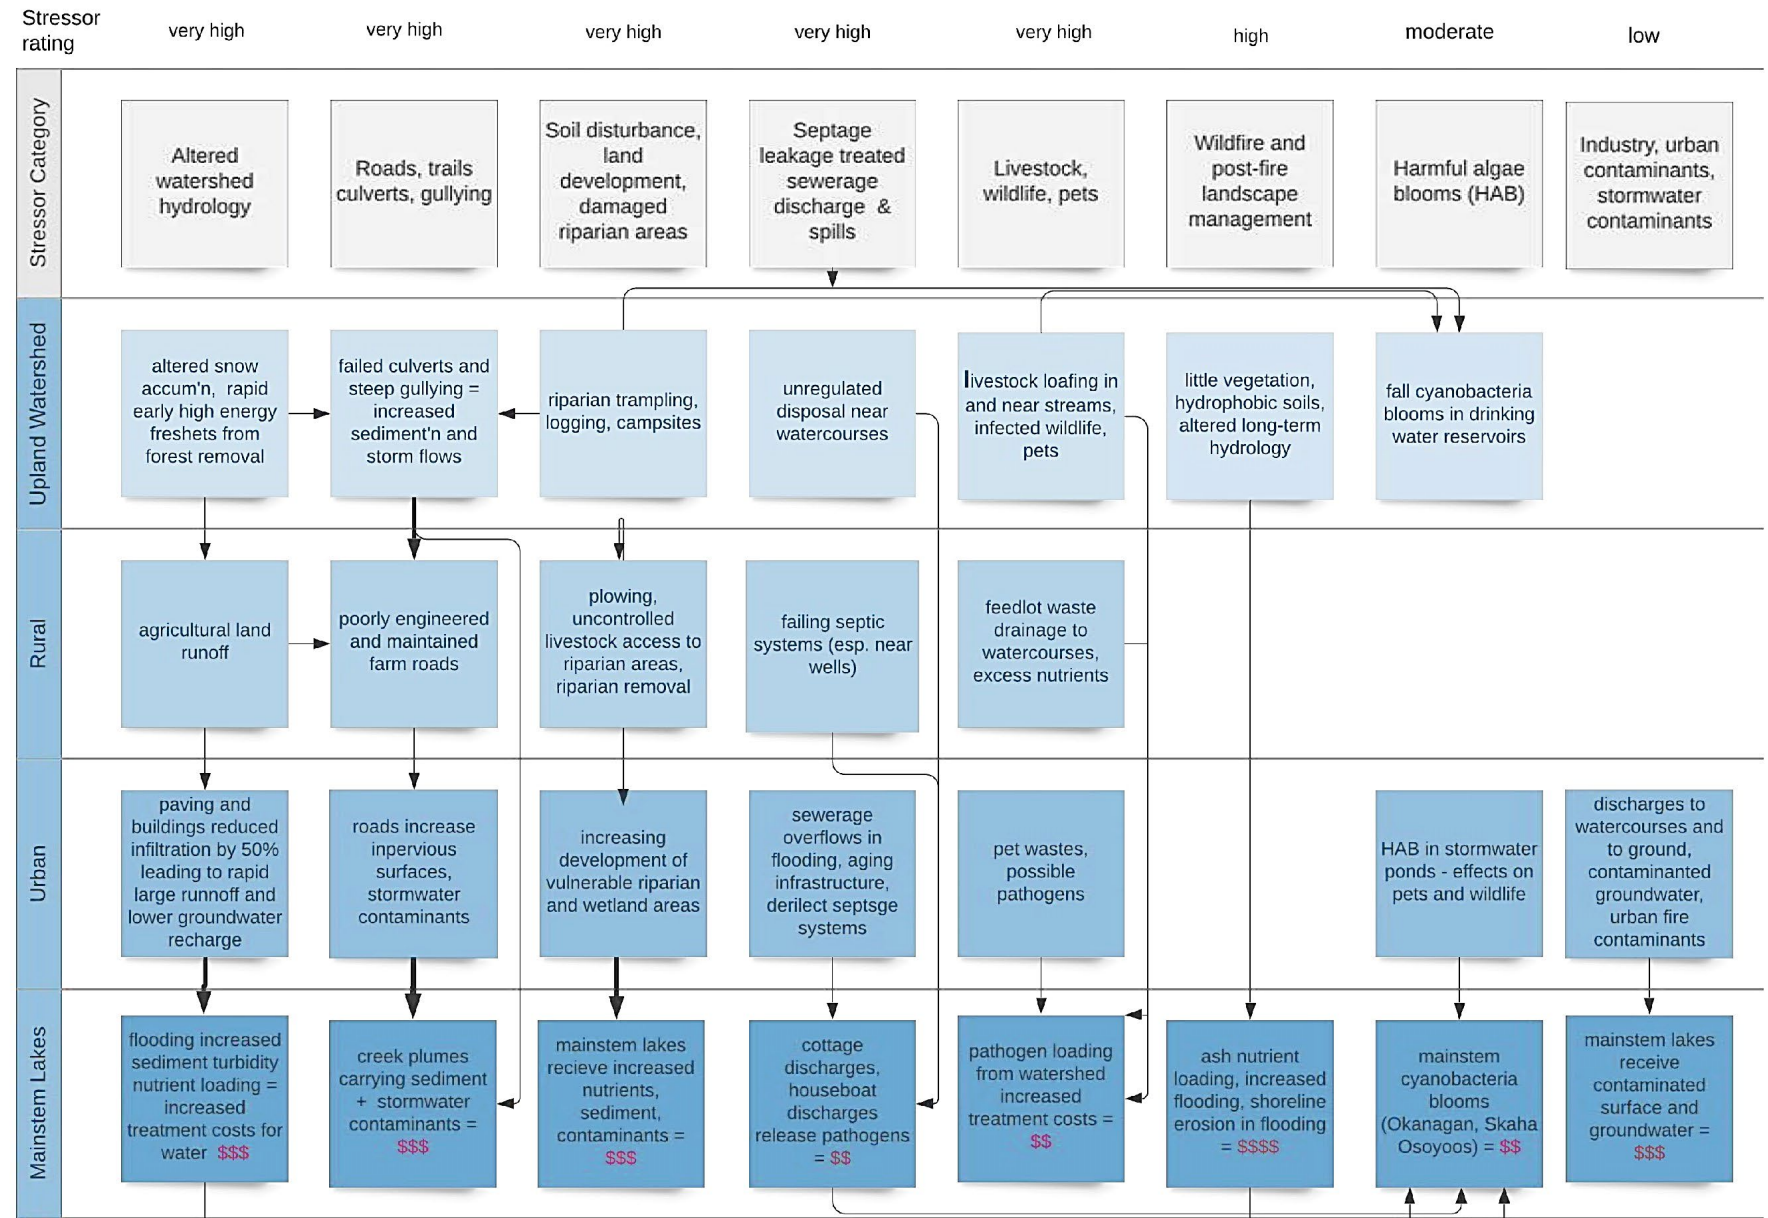 Stressor
rating
very high
very high
very high
very high
very high
high
moderate
low
Stressor Category
Altered
watershed
hydrology
Roads, trails
culverts, gullying
Soil disturbance,
land
development,
damaged
riparian areas
Septage
leakage treated
sewerage
discharge &
spills
Livestock,
wildlife, pets
Wildfire and
post-fire
landscape
management
Harmful algae
blooms (HAB)
Industry, urban
contaminants,
stormwater
contaminants
Upland Watershed
altered snow
accum'n, rapid
early high energy
freshets from
forest removal
failed culverts and
steep gullying =
increased
sediment'n and
storm flows
riparian trampling,
logging, campsites
unregulated
disposal near
watercourses
livestock loafing in
and near streams,
infected wildlife,
pets
little vegetation,
hydrophobic soils,
altered long-term
hydrology
fall cyanobacteria
blooms in drinking
water reservoirs
Rural
agricultural land
runoff
poorly engineered
and maintained
farm roads
plowing,
uncontrolled
livestock access to
riparian areas,
riparian removal
failing septic
systems (esp. near
wells)
feedlot waste
drainage to
watercourses,
excess nutrients
Urban
paving and
buildings reduced
infiltration by 50%
leading to rapid
large runnoff and
lower groundwater
recharge
roads increase
inpervious
surfaces,
stormwater
contaminants
increasing
development of
vulnerable riparian
and wetland areas
sewerage
overflows in
flooding, aging
infrastructure,
derilect septsge
systems
pet wastes,
possible
pathogens
HAB in stormwater
ponds - effects on
pets and wildlife
discharges to
watercourses and
to ground,
contaminanted
groundwater,
urban fire
contaminants
Mainstem Lakes
flooding increased
sediment turbidity
nutrient loading =
increased
treatment costs for
water $$$
creek plumes
carrying sediment
+ stormwater
contaminants =
$$$
mainstem lakes
recieve increased
nutrients,
sediment,
contaminants =
$$$
cottage
discharges,
houseboat
discharges
release pathogens
= $$
pathogen loading
from watershed
increased
treatment costs =
$$
ash nutrient
loading, increased
flooding, shoreline
erosion in flooding
= $$$$
mainstem
cyanobacteria
blooms
(Okanagan, Skaha
Osoyoos) = $$
mainstem lakes
receive
contaminated
surface and
groundwater =
$$$